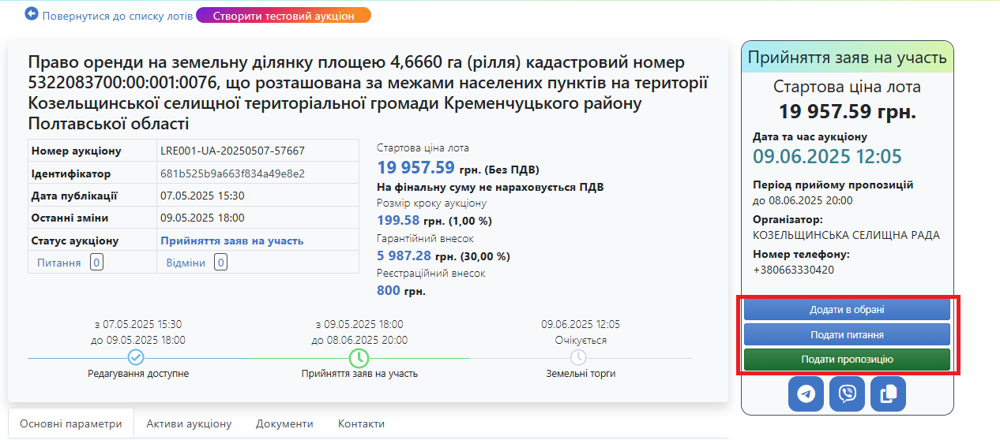 Повернутися до списку лотів Створити тестовий аукціон
Право оренди на земельну ділянку площею 4,6660 га (рілля) кадастровий номер
5322083700:00:001:0076, що розташована за межами населених пунктів на території
Козельщинської селищної територіальної громади Кременчуцького району
Полтавської області
Номер аукціону LRE001-UA-20250507-57667
Ідентифікатор 681b525b9a663f834a49e8e2
Дата публікації 07.05.2025 15:30
Останні зміни 09.05.2025 18:00
Статус аукціону Прийняття заяв на участь
Питання 0 Відміни 0
Стартова ціна лота
19 957.59 грн. (Без ПДВ)
На фінальну суму не нараховується ПДВ
Розмір кроку аукціону
199.58 грн. (1,00 %)
Гарантійний внесок
5 987.28 грн. (30,00 %)
Реєстраційний внесок
800 грн.
з 07.05.2025 15:30
до 09.05.2025 18:00
Редагування доступне
з 09.05.2025 18:00
до 08.06.2025 20:00
Прийняття заяв на участь
09.06.2025 12:05
Очікується
Земельні торги
Прийняття заяв на участь
Стартова ціна лота
19 957.59 грн.
Дата та час аукціону
09.06.2025 12:05
Період прийому пропозицій
до 08.06.2025 20:00
Організатор:
КОЗЕЛЬЩИНСЬКА СЕЛИЩНА РАДА
Номер телефону:
+380663330420
Додати в обрані
Подати питання
Подати пропозицію
Основні параметри Активи аукціону Документи Контакти